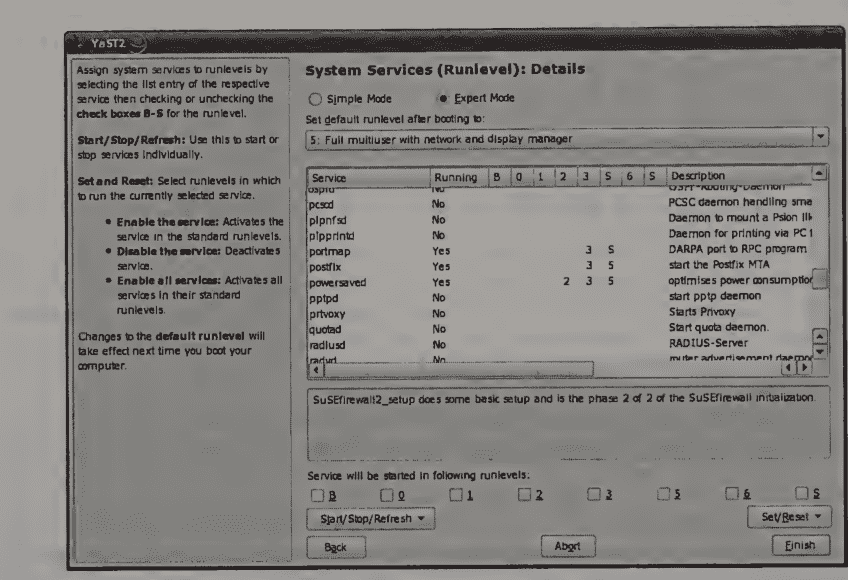 YaST2
Assign system services to runlevels by
selecting the list entry of the respective
service then checking or unchecking the
check boxes B-S for the runlevel.
Start/Stop/Refresh: Use this to start or
stop services individually.
Set and Reset: Select runlevels in which
to run the currently selected service.
• Enable the service: Activates the
service in the standard runlevels.
• Disable the service: Deactivates
service.
• Enable all services: Activates all
services in their standard
runlevels.
Changes to the default runlevel will
take effect next time you boot your
computer.
System Services (Runlevel): Details
Simple Mode Expert Mode
Set default runlevel after booting to:
5: Full multiuser with network and display manager
Service Running B 0 1 2 3 5 6 S Description
No OSPF-Routing-Daemon
pcscd No PCSC daemon handling sma
plpnfsd No Daemon to mount a Psion
plpprintd No Daemon for printing via PC
portmap Yes 3 5 DARPA port to RPC program
postfix Yes 3 5 start the Postfix MTA
powersaved Yes 2 3 5 optimises power consumption
pptpd No start pptp daemon
privoxy No Starts Privoxy
quotad No Start quota daemon.
radiusd No RADIUS-Server
radvd No router advertisement daemon
SuSEfirewall2_setup does some basic setup and is the phase 2 of 2 of the SuSEfirewall initialization.
Service will be started in following runlevels:
B 0 1 2 3 5 6 S
Start/Stop/Refresh Set/Reset
Back Abort Finish